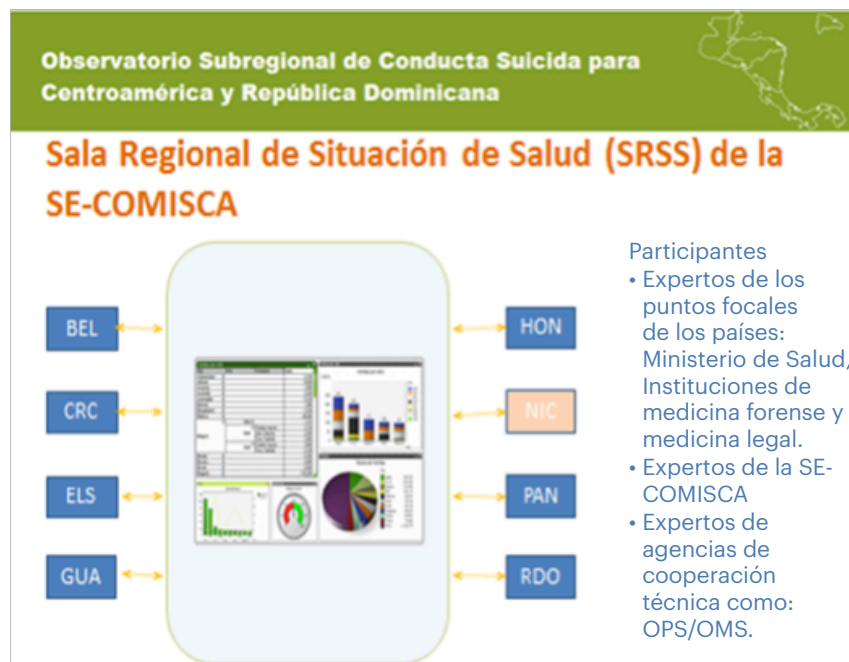 Observatorio Subregional de Conducta Suicida para
Centroamérica y República Dominicana
Sala Regional de Situación de Salud (SRSS) de la
SE-COMISCA
BEL
CRC
ELS
GUA
HON
NIC
PAN
RDO
Participantes
• Expertos de los
puntos focales
de los países:
Ministerio de Salud,
Instituciones de
medicina forense y
medicina legal.
• Expertos de la SE-
COMISCA
• Expertos de
agencias de
cooperación
técnica como:
OPS/OMS.